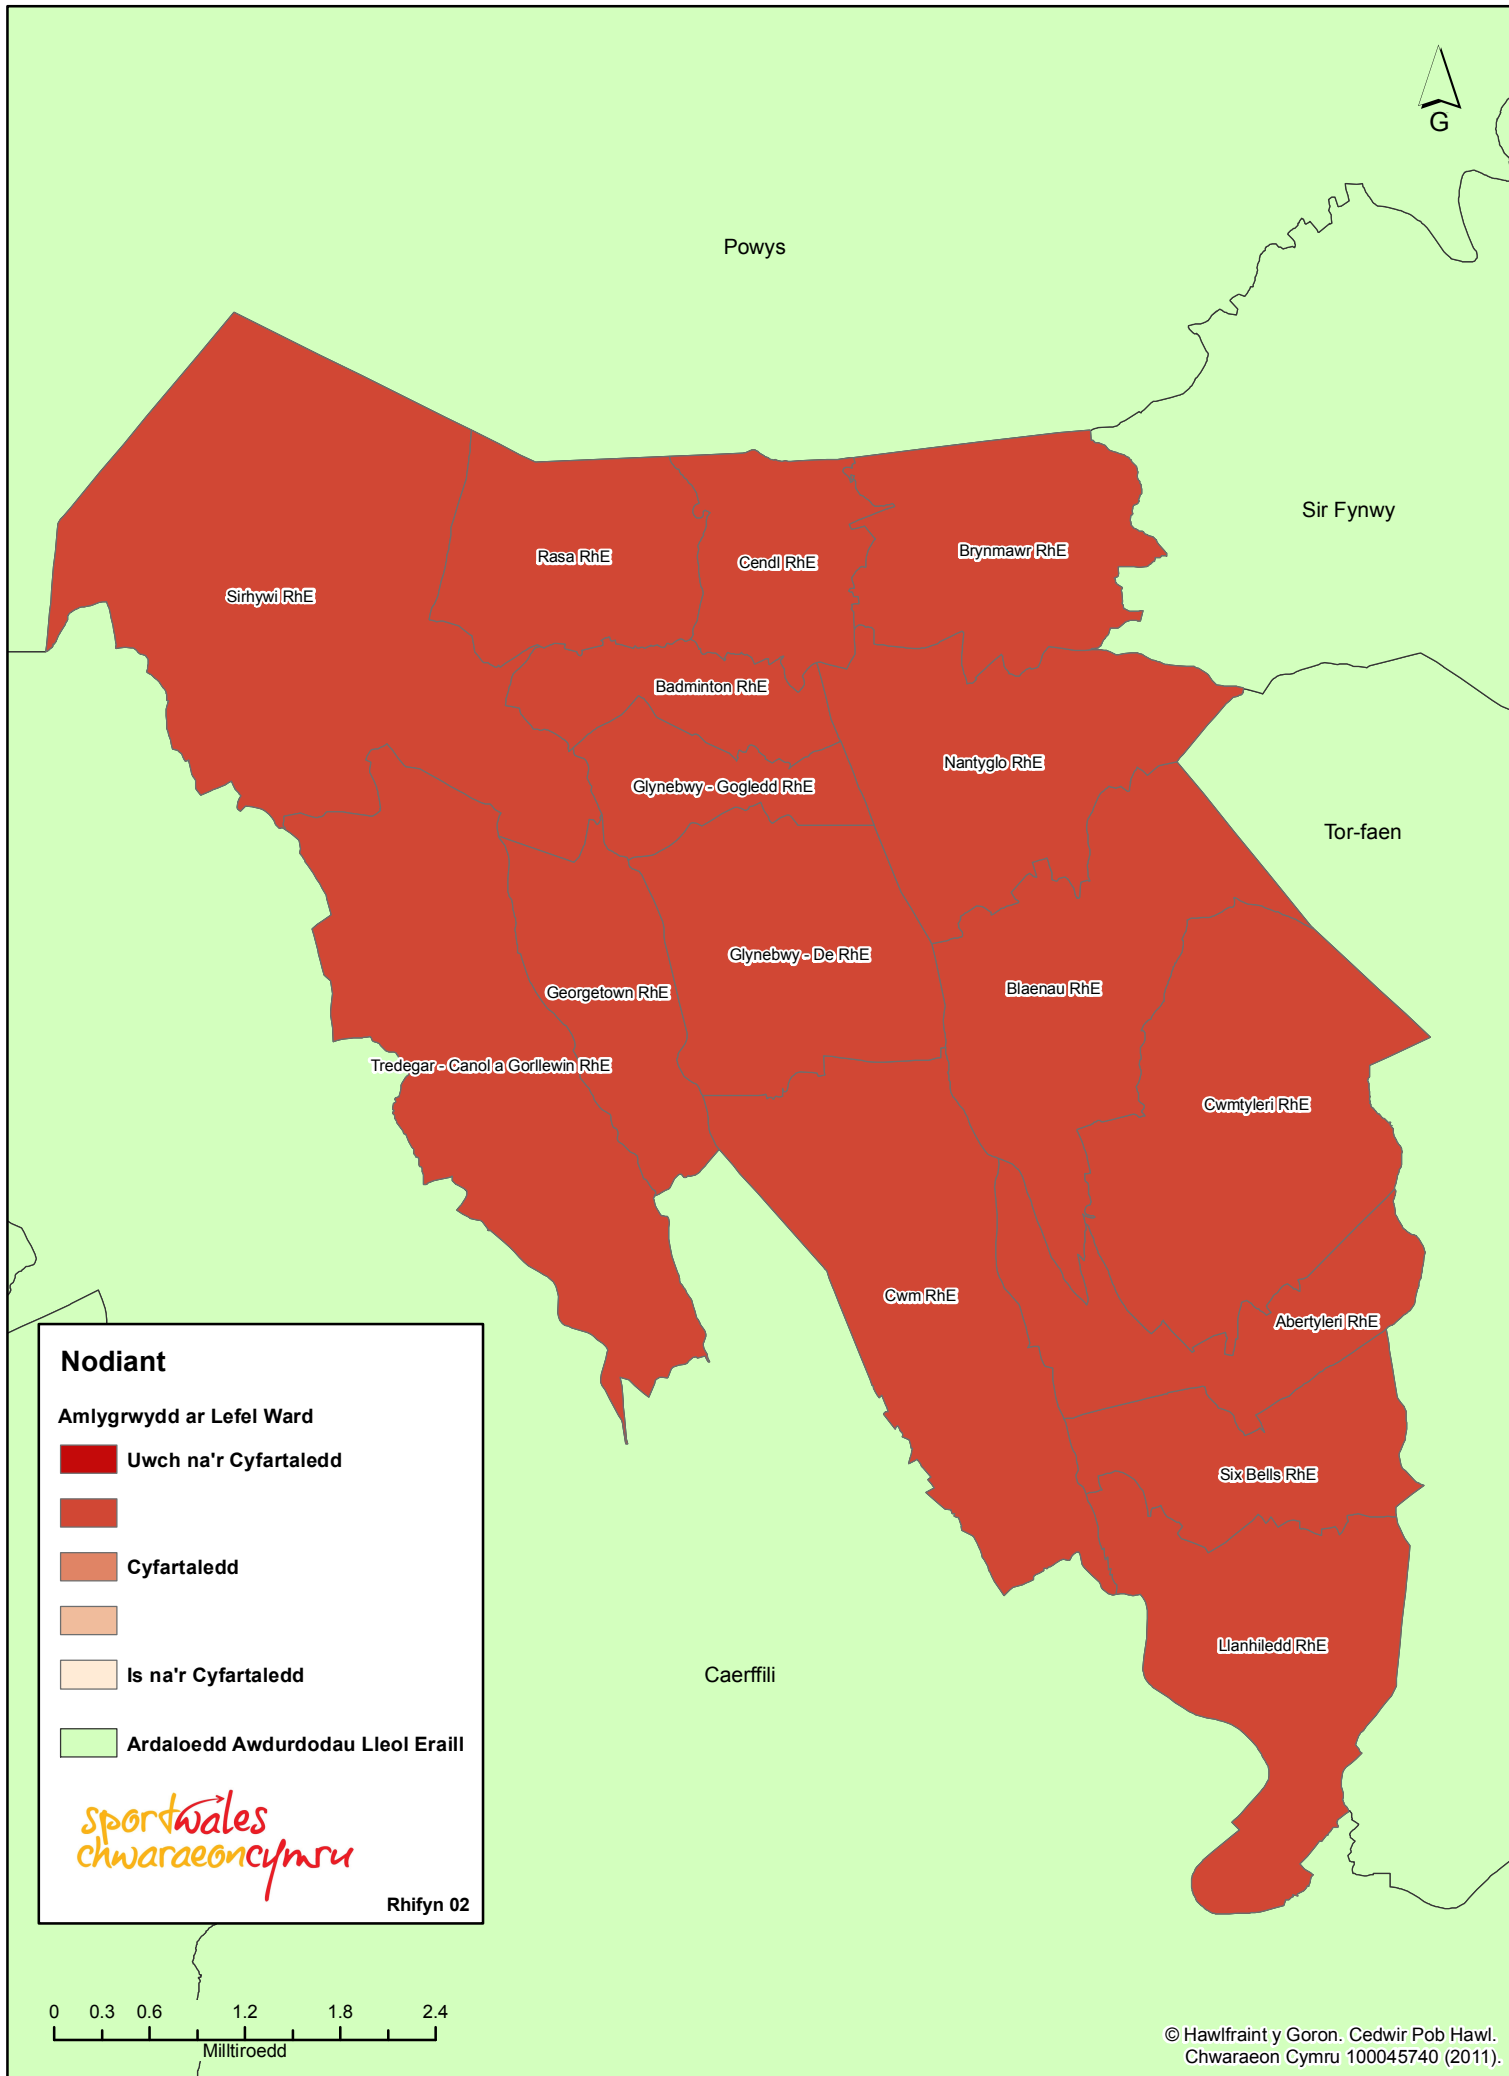 G
Powys
Sir Fynwy
Brynmawr RhE
Rasa RhE
Cendl RhE
Sirhywi RhE
Badminton RhE
Nantyglo RhE
Glynebwy - Gogledd RhE
Tor-faen
Glynebwy - De RhE
Blaenau RhE
Georgetown RhE
Tredegar - Canol a Gorllewin RhE
Cwmtyleri RhE
Cwm RhE
Abertyleri RhE
Six Bells RhE
Llanhiledd RhE
Caerffili
Nodiant
Amlygrwydd ar Lefel Ward
Uwch na'r Cyfartaledd
Cyfartaledd
Is na'r Cyfartaledd
Ardaloedd Awdurdodau Lleol Eraill
sportwales
chwaraeoncymru
Rhifyn 02
0 0.3 0.6 1.2 1.8 2.4
Milltiroedd
© Hawlfraint y Goron. Cedwir Pob Hawl.
Chwaraeon Cymru 100045740 (2011).